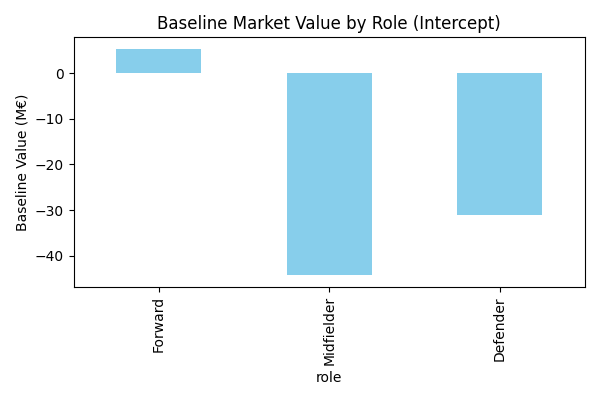 Baseline Market Value by Role (Intercept)
Baseline Value (M€)
0
−10
−20
−30
−40
Forward
Midfielder
Defender
role